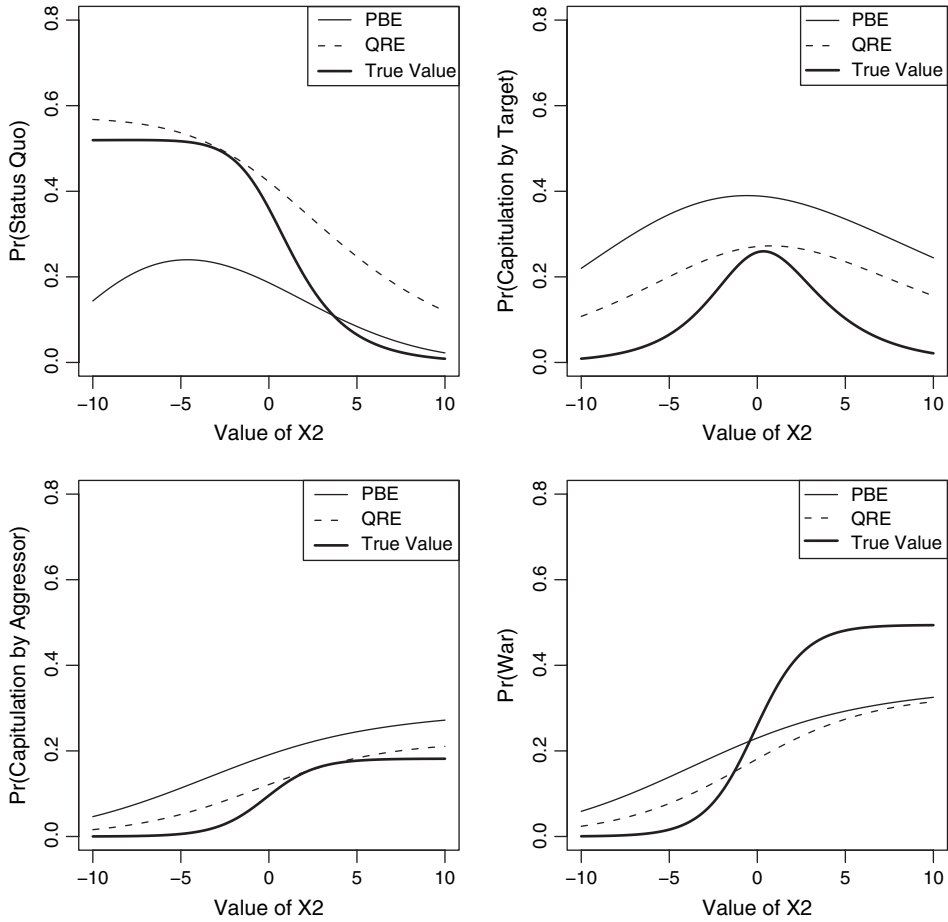 PBE
QRE
True Value
Pr(Status Quo)
0.0 0.2 0.4 0.6 0.8
−10 −5 0 5 10
Value of X2
PBE
QRE
True Value
Pr(Capitulation by Target)
0.0 0.2 0.4 0.6 0.8
−10 −5 0 5 10
Value of X2
PBE
QRE
True Value
Pr(Capitulation by Aggressor)
0.0 0.2 0.4 0.6 0.8
−10 −5 0 5 10
Value of X2
PBE
QRE
True Value
Pr(War)
0.0 0.2 0.4 0.6 0.8
−10 −5 0 5 10
Value of X2